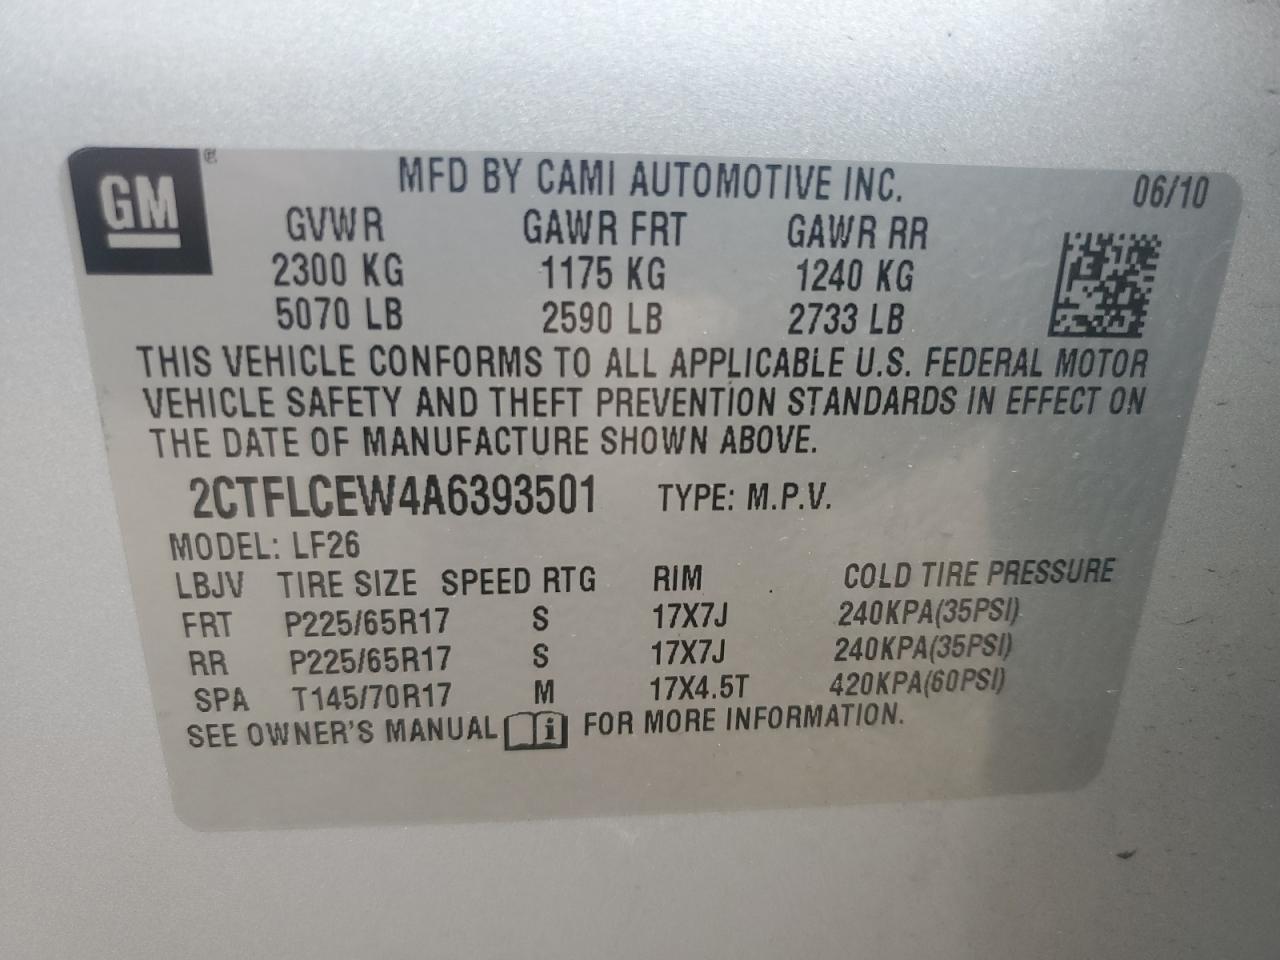 GM ®
MFD BY CAMI AUTOMOTIVE INC. 06/10
GVWR GAWR FRT GAWR RR
2300 KG 1175 KG 1240 KG
5070 LB 2590 LB 2733 LB
THIS VEHICLE CONFORMS TO ALL APPLICABLE U.S. FEDERAL MOTOR
VEHICLE SAFETY AND THEFT PREVENTION STANDARDS IN EFFECT ON
THE DATE OF MANUFACTURE SHOWN ABOVE.
2CTFLCEW4A6393501 TYPE: M.P.V.
MODEL: LF26
LBJV TIRE SIZE SPEED RTG RIM COLD TIRE PRESSURE
FRT P225/65R17 S 17X7J 240KPA(35PSI)
RR P225/65R17 S 17X7J 240KPA(35PSI)
SPA T145/70R17 M 17X4.5T 420KPA(60PSI)
SEE OWNER'S MANUAL i FOR MORE INFORMATION.